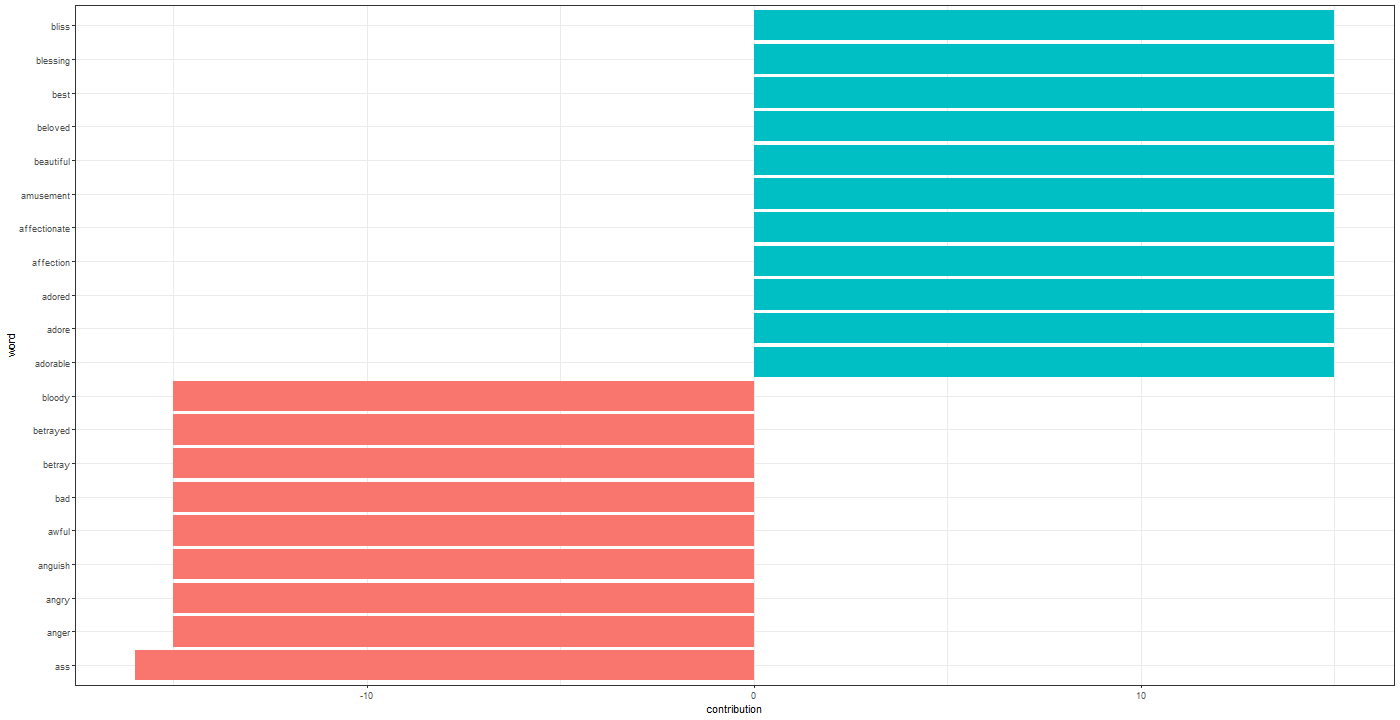 bliss
blessing
best
beloved
beautiful
amusement
affectionate
affection
adored
adore
adorable
bloody
betrayed
betray
bad
awful
anguish
angry
anger
ass
word
-10 0 10
contribution